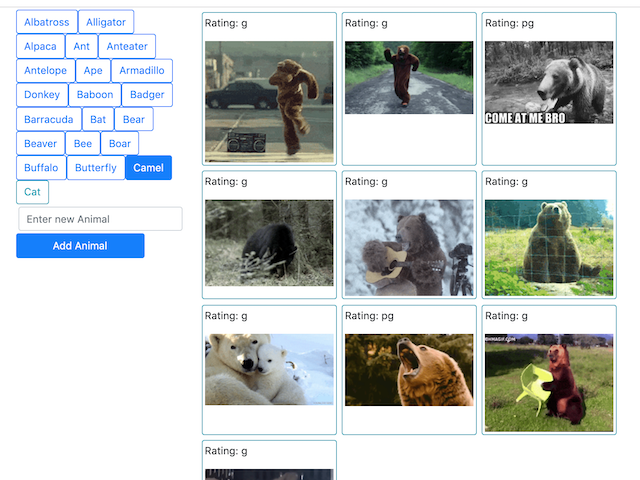 Albatross Alligator
Alpaca Ant Anteater
Antelope Ape Armadillo
Donkey Baboon Badger
Barracuda Bat Bear
Beaver Bee Boar
Buffalo Butterfly Camel
Cat
Enter new Animal
Add Animal
Rating: g
Rating: g
Rating: pg
COME AT ME BRO
Rating: g
Rating: g
Rating: g
Rating: g
Rating: pg
Rating: g
Rating: g